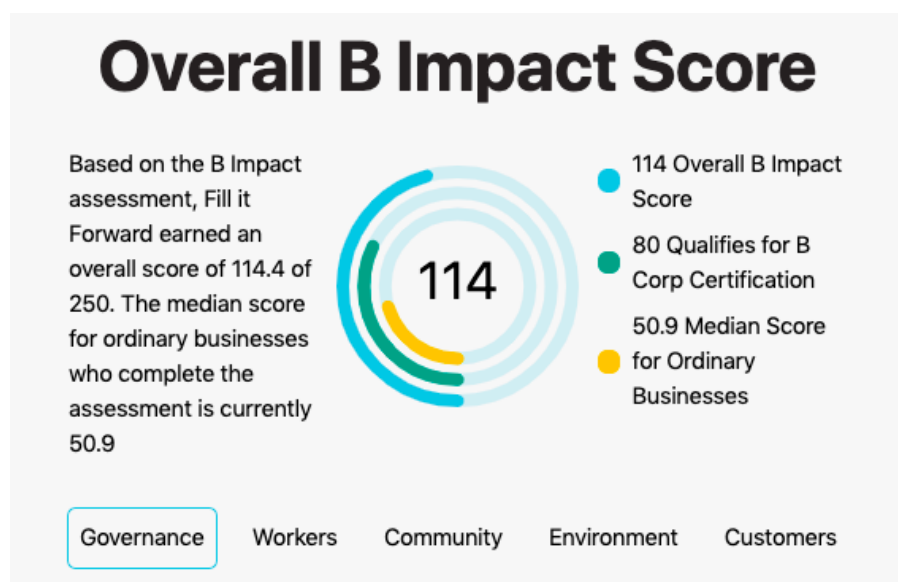 Overall B Impact Score
Based on the B Impact
assessment, Fill it
Forward earned an
overall score of 114.4 of
250. The median score
for ordinary businesses
who complete the
assessment is currently
50.9
114
114 Overall B Impact
Score
80 Qualifies for B
Corp Certification
50.9 Median Score
for Ordinary
Businesses
Governance
Workers
Community
Environment
Customers